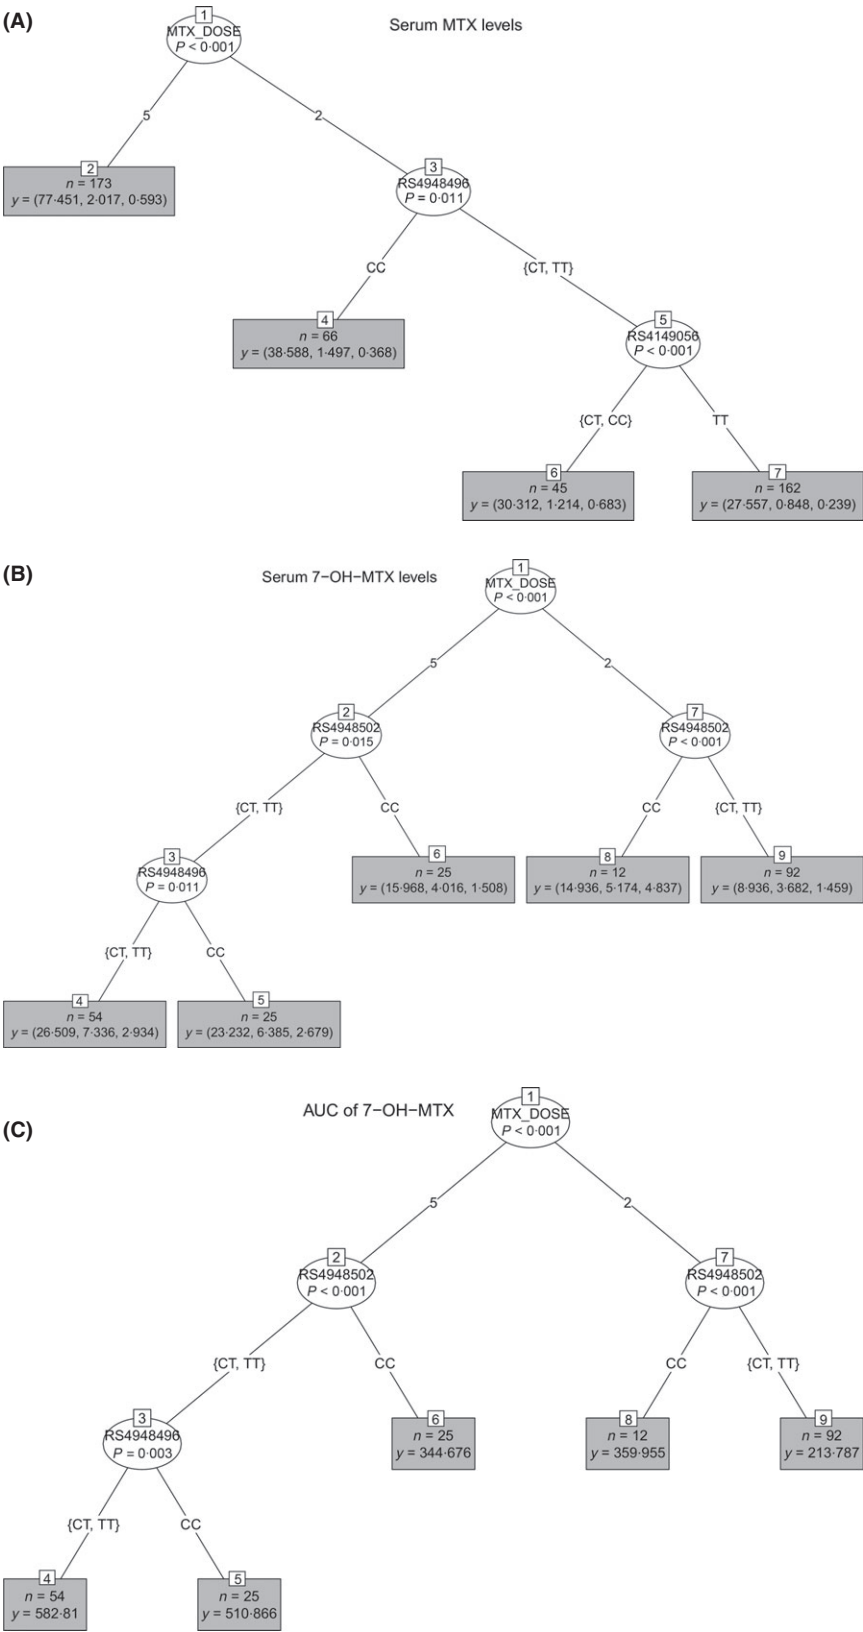 (A)
Serum MTX levels
1
MTX_DOSE
P < 0·001
5
2
2
n = 173
y = (77·451, 2·017, 0·593)
3
RS4948496
P = 0·011
CC
{CT, TT}
4
n = 66
y = (38·588, 1·497, 0·368)
5
RS4149056
P < 0·001
{CT, CC}
TT
6
n = 45
y = (30·312, 1·214, 0·683)
7
n = 162
y = (27·557, 0·848, 0·239)
(B)
Serum 7−OH−MTX levels
1
MTX_DOSE
P < 0·001
5
2
2
RS4948502
P = 0·015
7
RS4948502
P < 0·001
{CT, TT}
CC
CC
{CT, TT}
3
RS4948496
P = 0·011
6
n = 25
y = (15·968, 4·016, 1·508)
8
n = 12
y = (14·936, 5·174, 4·837)
9
n = 92
y = (8·936, 3·682, 1·459)
{CT, TT}
CC
4
n = 54
y = (26·509, 7·336, 2·934)
5
n = 25
y = (23·232, 6·385, 2·679)
(C)
AUC of 7−OH−MTX
1
MTX_DOSE
P < 0·001
5
2
2
RS4948502
P < 0·001
7
RS4948502
P < 0·001
{CT, TT}
CC
CC
{CT, TT}
3
RS4948496
P = 0·003
6
n = 25
y = 344·676
8
n = 12
y = 359·955
9
n = 92
y = 213·787
{CT, TT}
CC
4
n = 54
y = 582·81
5
n = 25
y = 510·866